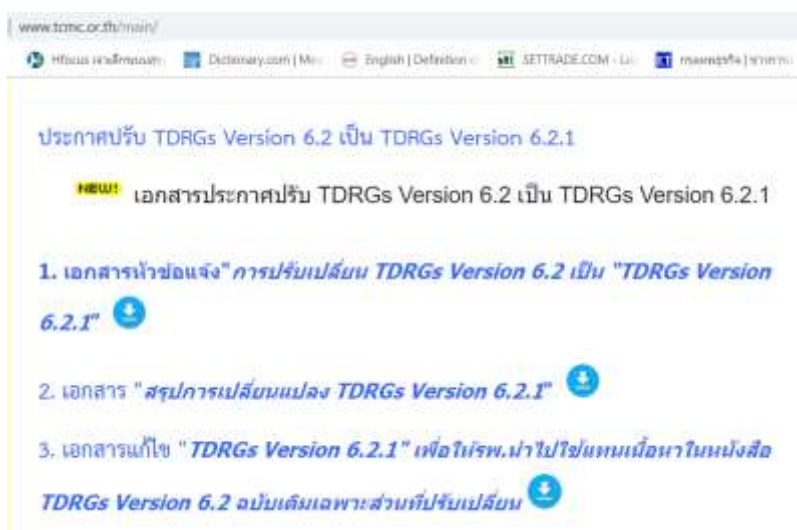 www.tcmc.or.th/main/
Dictionary.com | Me
English | Definition
SETTRADE.COM - L
ประกาศปรับ TDRGs Version 6.2 เป็น TDRGs Version 6.2.1
NEW! เอกสารประกาศปรับ TDRGs Version 6.2 เป็น TDRGs Version 6.2.1
1. เอกสารหัวข้อแจ้ง"การปรับเปลี่ยน TDRGs Version 6.2 เป็น "TDRGs Version
6.2.1"
2. เอกสาร "สรุปการเปลี่ยนแปลง TDRGs Version 6.2.1"
3. เอกสารแก้ไข "TDRGs Version 6.2.1" เพื่อให้รพ.นำไปใช้แทนเนื้อหาในหนังสือ
TDRGs Version 6.2 ฉบับเดิมเฉพาะส่วนที่ปรับเปลี่ยน